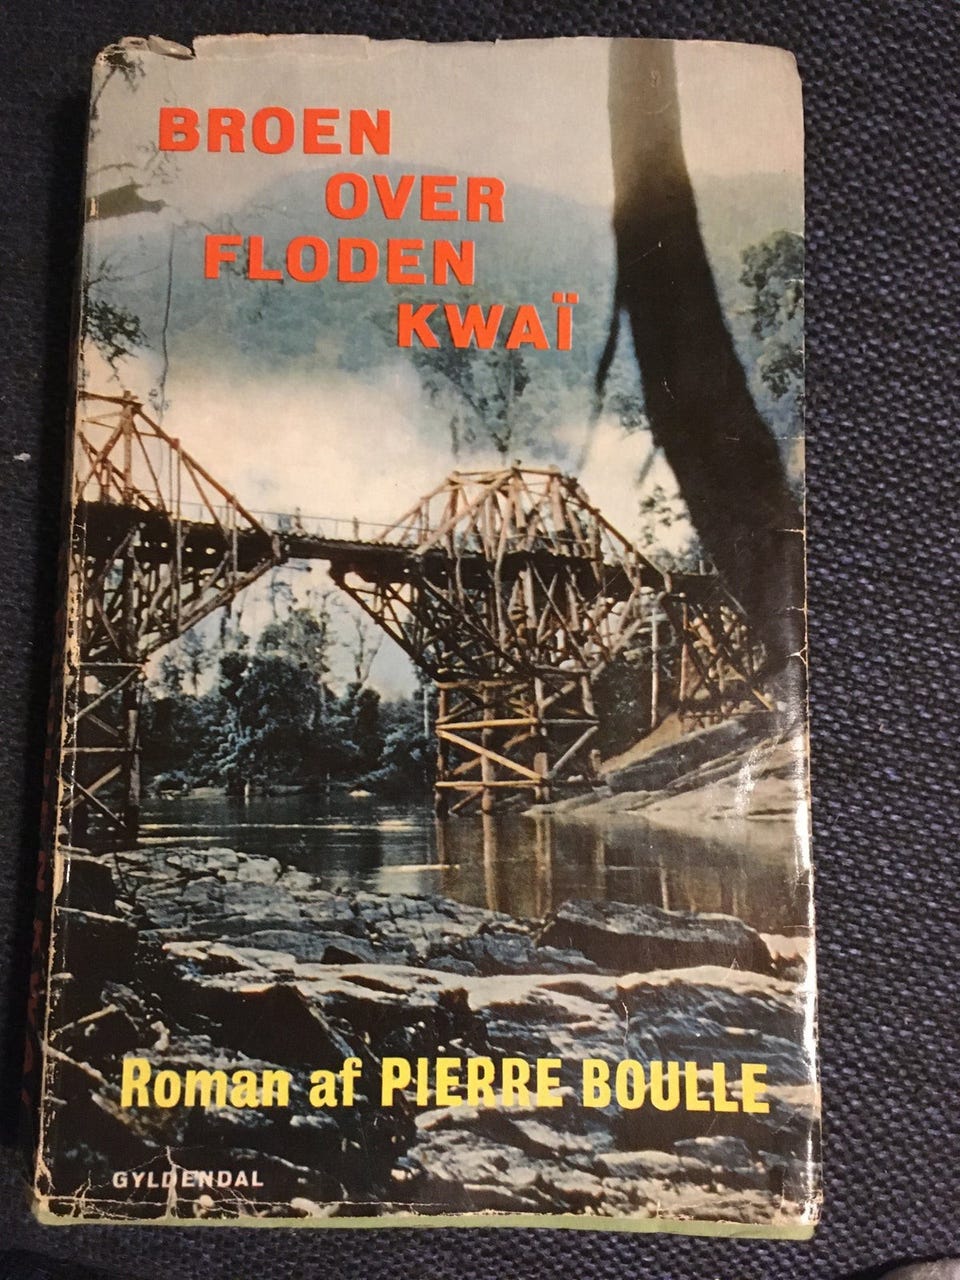 BROEN
OVER
FLODEN
KWAÏ
Roman af PIERRE BOULLE
GYLDENDAL